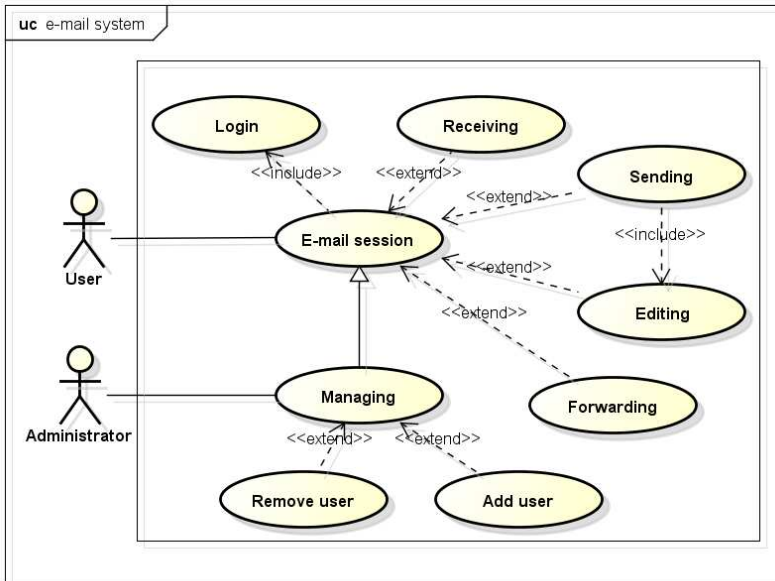 uc e-mail system
Login
Receiving
<<include>>
<<extend>>
Sending
<<extend>>
E-mail session
<<include>>
User
<<extend>>
Editing
<<extend>>
Managing
Forwarding
Administrator
<<extend>>
<<extend>>
Remove user
Add user